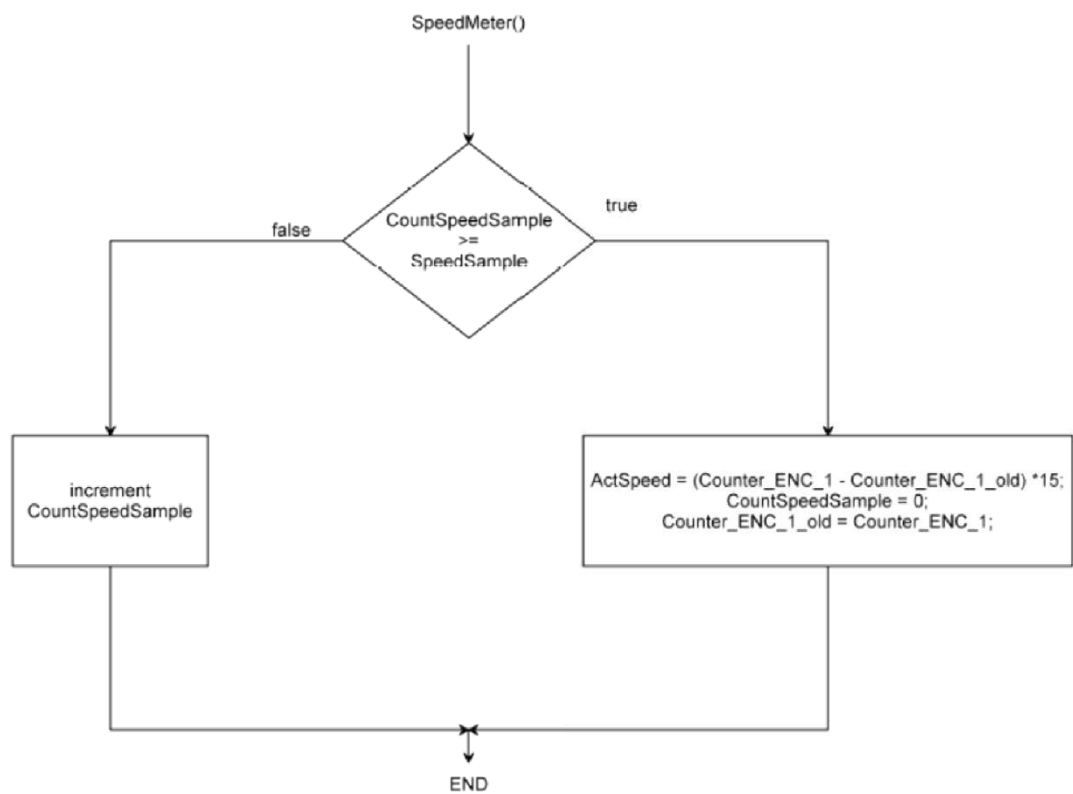 SpeedMeter()
false
true
CountSpeedSample
>=
SpeedSample
increment
CountSpeedSample
ActSpeed = (Counter_ENC_1 - Counter_ENC_1_old) *15;
CountSpeedSample = 0;
Counter_ENC_1_old = Counter_ENC_1;
END